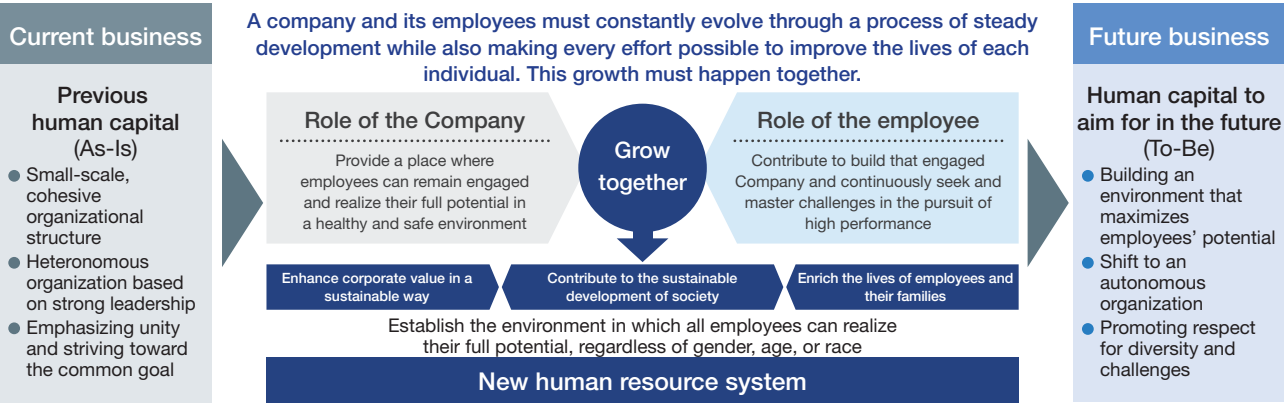 Current business
Previous
human capital
(As-Is)
● Small-scale,
cohesive
organizational
structure
● Heteronomous
organization based
on strong leadership
● Emphasizing unity
and striving toward
the common goal
A company and its employees must constantly evolve through a process of steady
development while also making every effort possible to improve the lives of each
individual. This growth must happen together.
Role of the Company
Provide a place where
employees can remain engaged
and realize their full potential in
a healthy and safe environment
Grow
together
Role of the employee
Contribute to build that engaged
Company and continuously seek and
master challenges in the pursuit of
high performance
Enhance corporate value in a
sustainable way
Contribute to the sustainable
development of society
Enrich the lives of employees and
their families
Establish the environment in which all employees can realize
their full potential, regardless of gender, age, or race
New human resource system
Future business
Human capital to
aim for in the future
(To-Be)
● Building an
environment that
maximizes
employees’ potential
● Shift to an
autonomous
organization
● Promoting respect
for diversity and
challenges